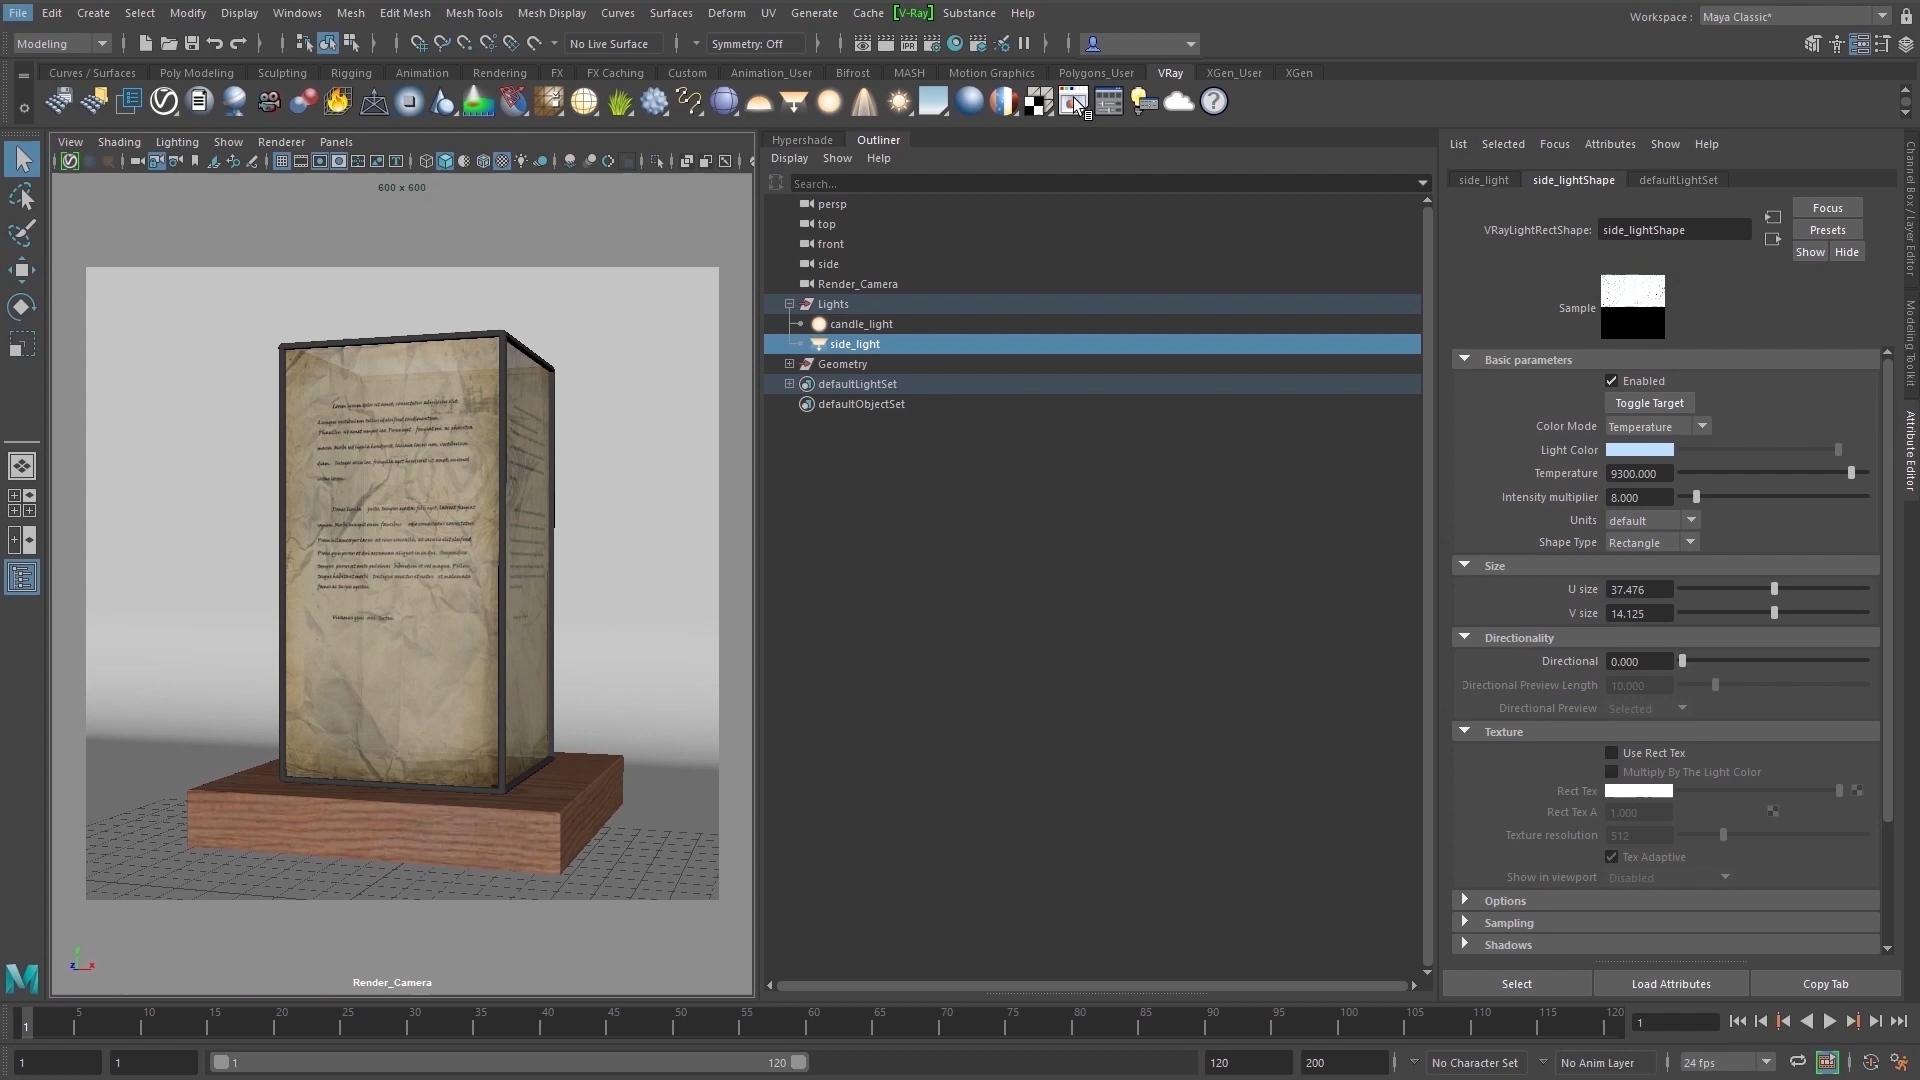 File Edit Create Select Modify Display Windows Mesh Edit Mesh Mesh Tools Mesh Display Curves Surfaces Deform UV Generate Cache [V-Ray] Substance Help
Workspace : Maya Classic*
Modeling No Live Surface Symmetry: Off
Curves / Surfaces Poly Modeling Sculpting Rigging Animation Rendering FX FX Caching Custom Animation_User Bifrost MASH Motion Graphics Polygons_User VRay XGen_User XGen
View Shading Lighting Show Renderer Panels
600 x 600
Render_Camera
Hypershade Outliner
Display Show Help
Search...
persp
top
front
side
Render_Camera
Lights
candle_light
side_light
Geometry
defaultLightSet
defaultObjectSet
List Selected Focus Attributes Show Help
side_light side_lightShape defaultLightSet
VRayLightRectShape: side_lightShape
Focus
Presets
Show Hide
Sample
Basic parameters
Enabled
Toggle Target
Color Mode Temperature
Light Color
Temperature 9300.000
Intensity multiplier 8.000
Units default
Shape Type Rectangle
Size
U size 37.476
V size 14.125
Directionality
Directional 0.000
Directional Preview Length 10.000
Directional Preview Selected
Texture
Use Rect Tex
Multiply By The Light Color
Rect Tex
Rect Tex A 1.000
Texture resolution 512
Tex Adaptive
Show in viewport Disabled
Options
Sampling
Shadows
Select Load Attributes Copy Tab
Channel Box / Layer Editor
Modeling Toolkit
Attribute Editor
5 10 15 20 25 30 35 40 45 50 55 60 65 70 75 80 85 90 95 100 105 110 115 120
1 1
1 1 1 120 120 200 No Character Set No Anim Layer 24 fps